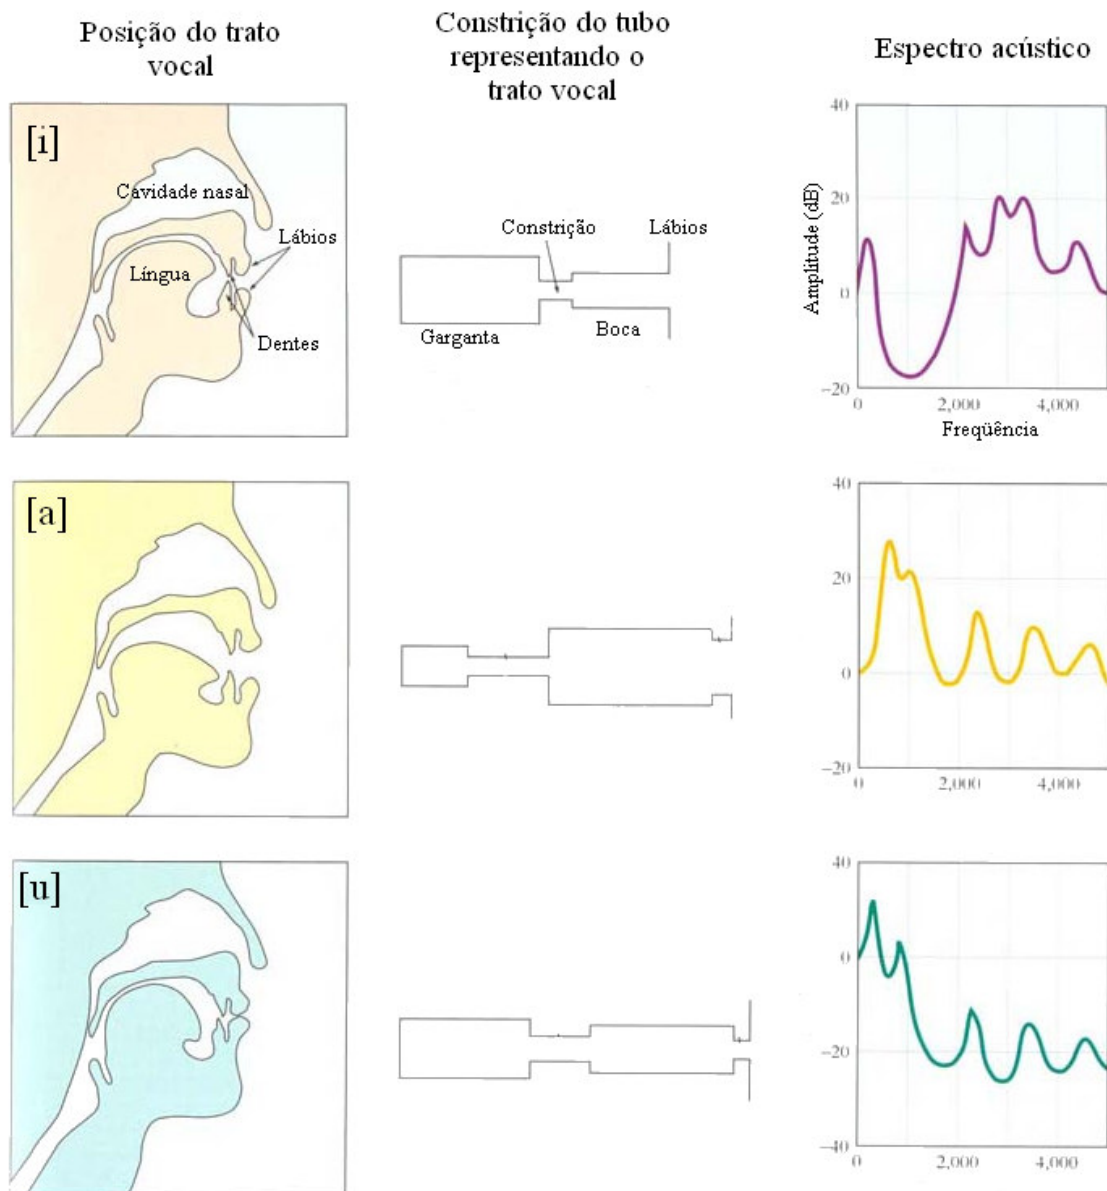 Posição do trato
vocal
Constrição do tubo
representando o
trato vocal
Espectro acústico
[i]
Cavidade nasal
Lábios
Língua
Dentes
Constrição
Lábios
Garganta
Boca
Amplitude (dB)
40
20
0
−20
0
2,000
4,000
Freqüência
[a]
40
20
0
−20
0
2,000
4,000
[u]
40
0
−20
−40
0
2,000
4,000